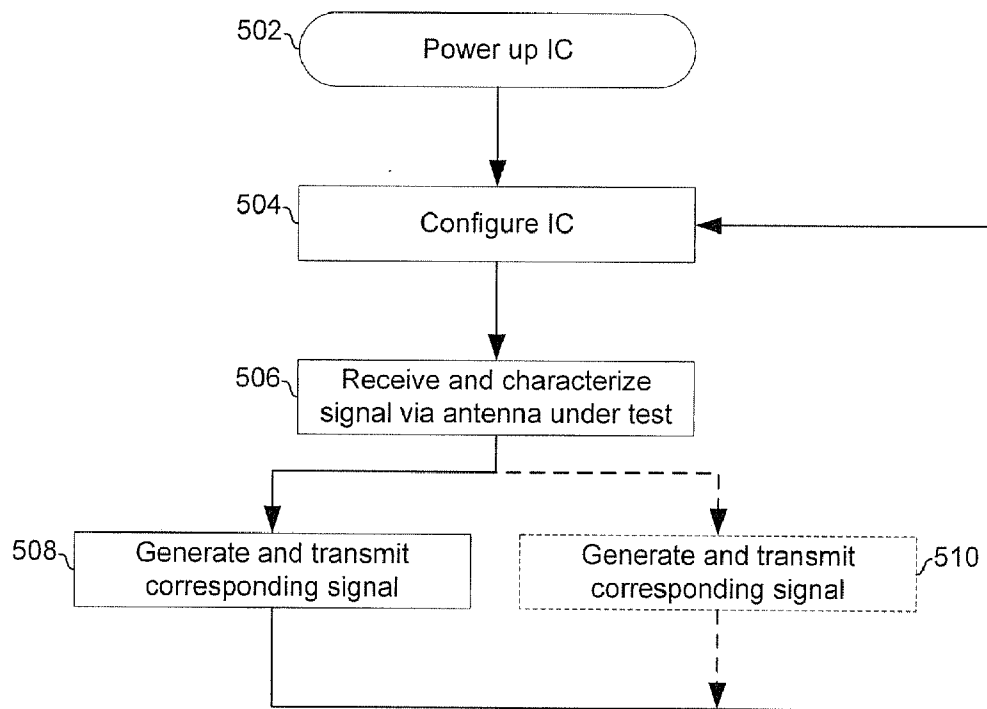 502
Power up IC
504
Configure IC
506
Receive and characterize
signal via antenna under test
508
Generate and transmit
corresponding signal
Generate and transmit
corresponding signal
510